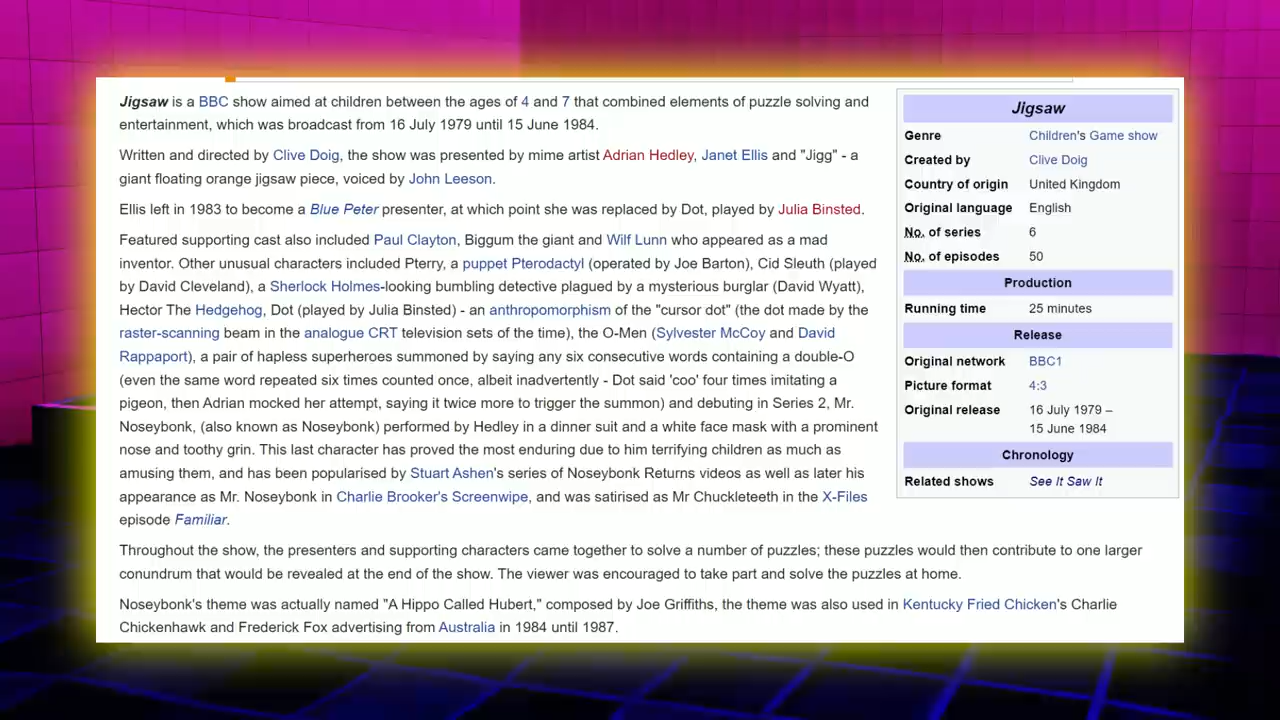 Jigsaw is a BBC show aimed at children between the ages of 4 and 7 that combined elements of puzzle solving and
entertainment, which was broadcast from 16 July 1979 until 15 June 1984.
Written and directed by Clive Doig, the show was presented by mime artist Adrian Hedley, Janet Ellis and "Jigg" - a
giant floating orange jigsaw piece, voiced by John Leeson.
Ellis left in 1983 to become a Blue Peter presenter, at which point she was replaced by Dot, played by Julia Binsted.
Featured supporting cast also included Paul Clayton, Biggum the giant and Wilf Lunn who appeared as a mad
inventor. Other unusual characters included Pterry, a puppet Pterodactyl (operated by Joe Barton), Cid Sleuth (played
by David Cleveland), a Sherlock Holmes-looking bumbling detective plagued by a mysterious burglar (David Wyatt),
Hector The Hedgehog, Dot (played by Julia Binsted) - an anthropomorphism of the "cursor dot" (the dot made by the
raster-scanning beam in the analogue CRT television sets of the time), the O-Men (Sylvester McCoy and David
Rappaport), a pair of hapless superheroes summoned by saying any six consecutive words containing a double-O
(even the same word repeated six times counted once, albeit inadvertently - Dot said 'coo' four times imitating a
pigeon, then Adrian mocked her attempt, saying it twice more to trigger the summon) and debuting in Series 2, Mr.
Noseybonk, (also known as Noseybonk) performed by Hedley in a dinner suit and a white face mask with a prominent
nose and toothy grin. This last character has proved the most enduring due to him terrifying children as much as
amusing them, and has been popularised by Stuart Ashen's series of Noseybonk Returns videos as well as later his
appearance as Mr. Noseybonk in Charlie Brooker's Screenwipe, and was satirised as Mr Chuckleteeth in the X-Files
episode Familiar.
Throughout the show, the presenters and supporting characters came together to solve a number of puzzles; these puzzles would then contribute to one larger
conundrum that would be revealed at the end of the show. The viewer was encouraged to take part and solve the puzzles at home.
Noseybonk's theme was actually named "A Hippo Called Hubert," composed by Joe Griffiths, the theme was also used in Kentucky Fried Chicken's Charlie
Chickenhawk and Frederick Fox advertising from Australia in 1984 until 1987.
Jigsaw
Genre Children's Game show
Created by Clive Doig
Country of origin United Kingdom
Original language English
No. of series 6
No. of episodes 50
Production
Running time 25 minutes
Release
Original network BBC1
Picture format 4:3
Original release 16 July 1979 –
15 June 1984
Chronology
Related shows See It Saw It